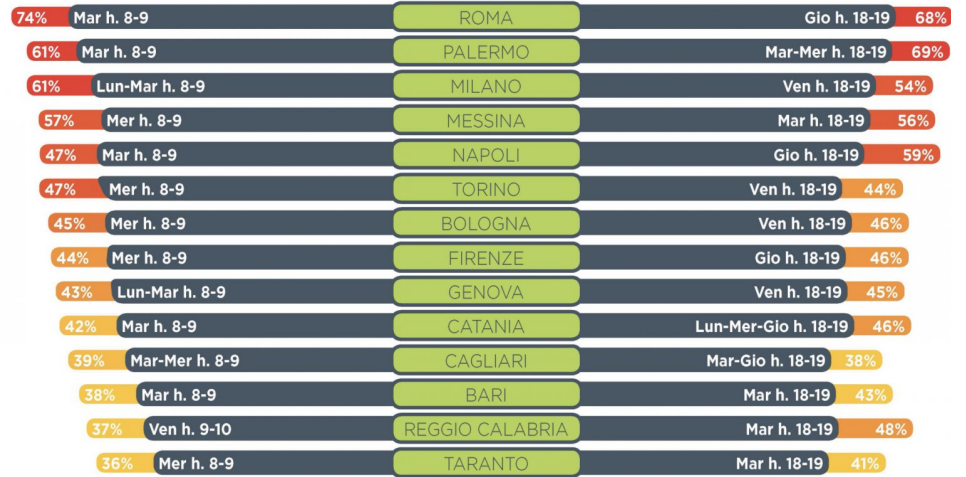 74% Mar h. 8-9 ROMA Gio h. 18-19 68%
61% Mar h. 8-9 PALERMO Mar-Mer h. 18-19 69%
61% Lun-Mar h. 8-9 MILANO Ven h. 18-19 54%
57% Mer h. 8-9 MESSINA Mar h. 18-19 56%
47% Mar h. 8-9 NAPOLI Gio h. 18-19 59%
47% Mer h. 8-9 TORINO Ven h. 18-19 44%
45% Mer h. 8-9 BOLOGNA Ven h. 18-19 46%
44% Mer h. 8-9 FIRENZE Gio h. 18-19 46%
43% Lun-Mar h. 8-9 GENOVA Ven h. 18-19 45%
42% Mar h. 8-9 CATANIA Lun-Mer-Gio h. 18-19 46%
39% Mar-Mer h. 8-9 CAGLIARI Mar-Gio h. 18-19 38%
38% Mar h. 8-9 BARI Mar h. 18-19 43%
37% Ven h. 9-10 REGGIO CALABRIA Mar h. 18-19 48%
36% Mer h. 8-9 TARANTO Mar h. 18-19 41%